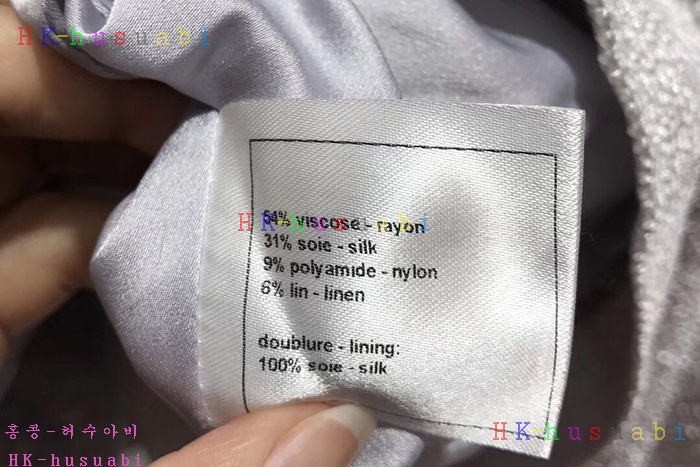 HK-husuabi
54% viscose - rayon
HK-husuabi
31% soie - silk
9% polyamide - nylon
6% lin - linen
doublure - lining:
100% soie - silk
홍콩-허수아비
HK-husuabi
HK-husuabi